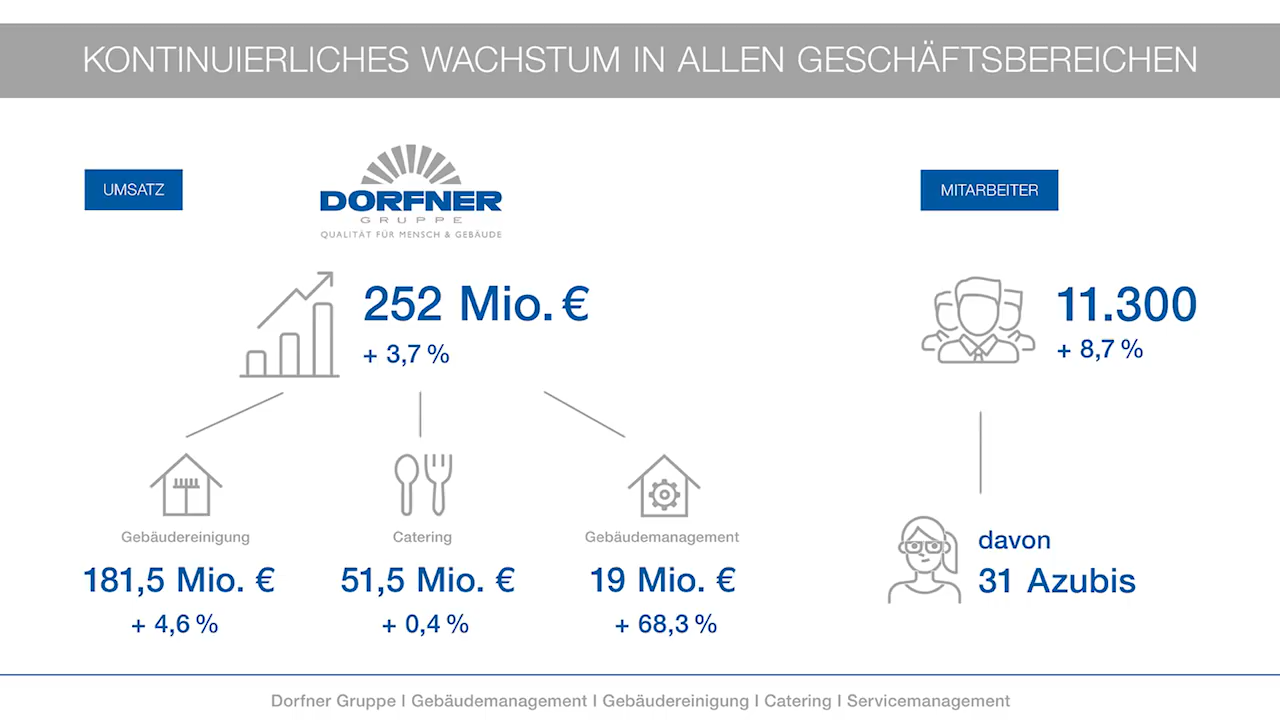 KONTINUIERLICHES WACHSTUM IN ALLEN GESCHÄFTSBEREICHEN
UMSATZ
DORFNER
GRUPPE
QUALITÄT FÜR MENSCH & GEBÄUDE
252 Mio. €
+ 3,7 %
Gebäudereinigung
181,5 Mio. €
+ 4,6 %
Catering
51,5 Mio. €
+ 0,4 %
Gebäudemanagement
19 Mio. €
+ 68,3 %
MITARBEITER
11.300
+ 8,7 %
davon
31 Azubis
Dorfner Gruppe I Gebäudemanagement I Gebäudereinigung I Catering I Servicemanagement